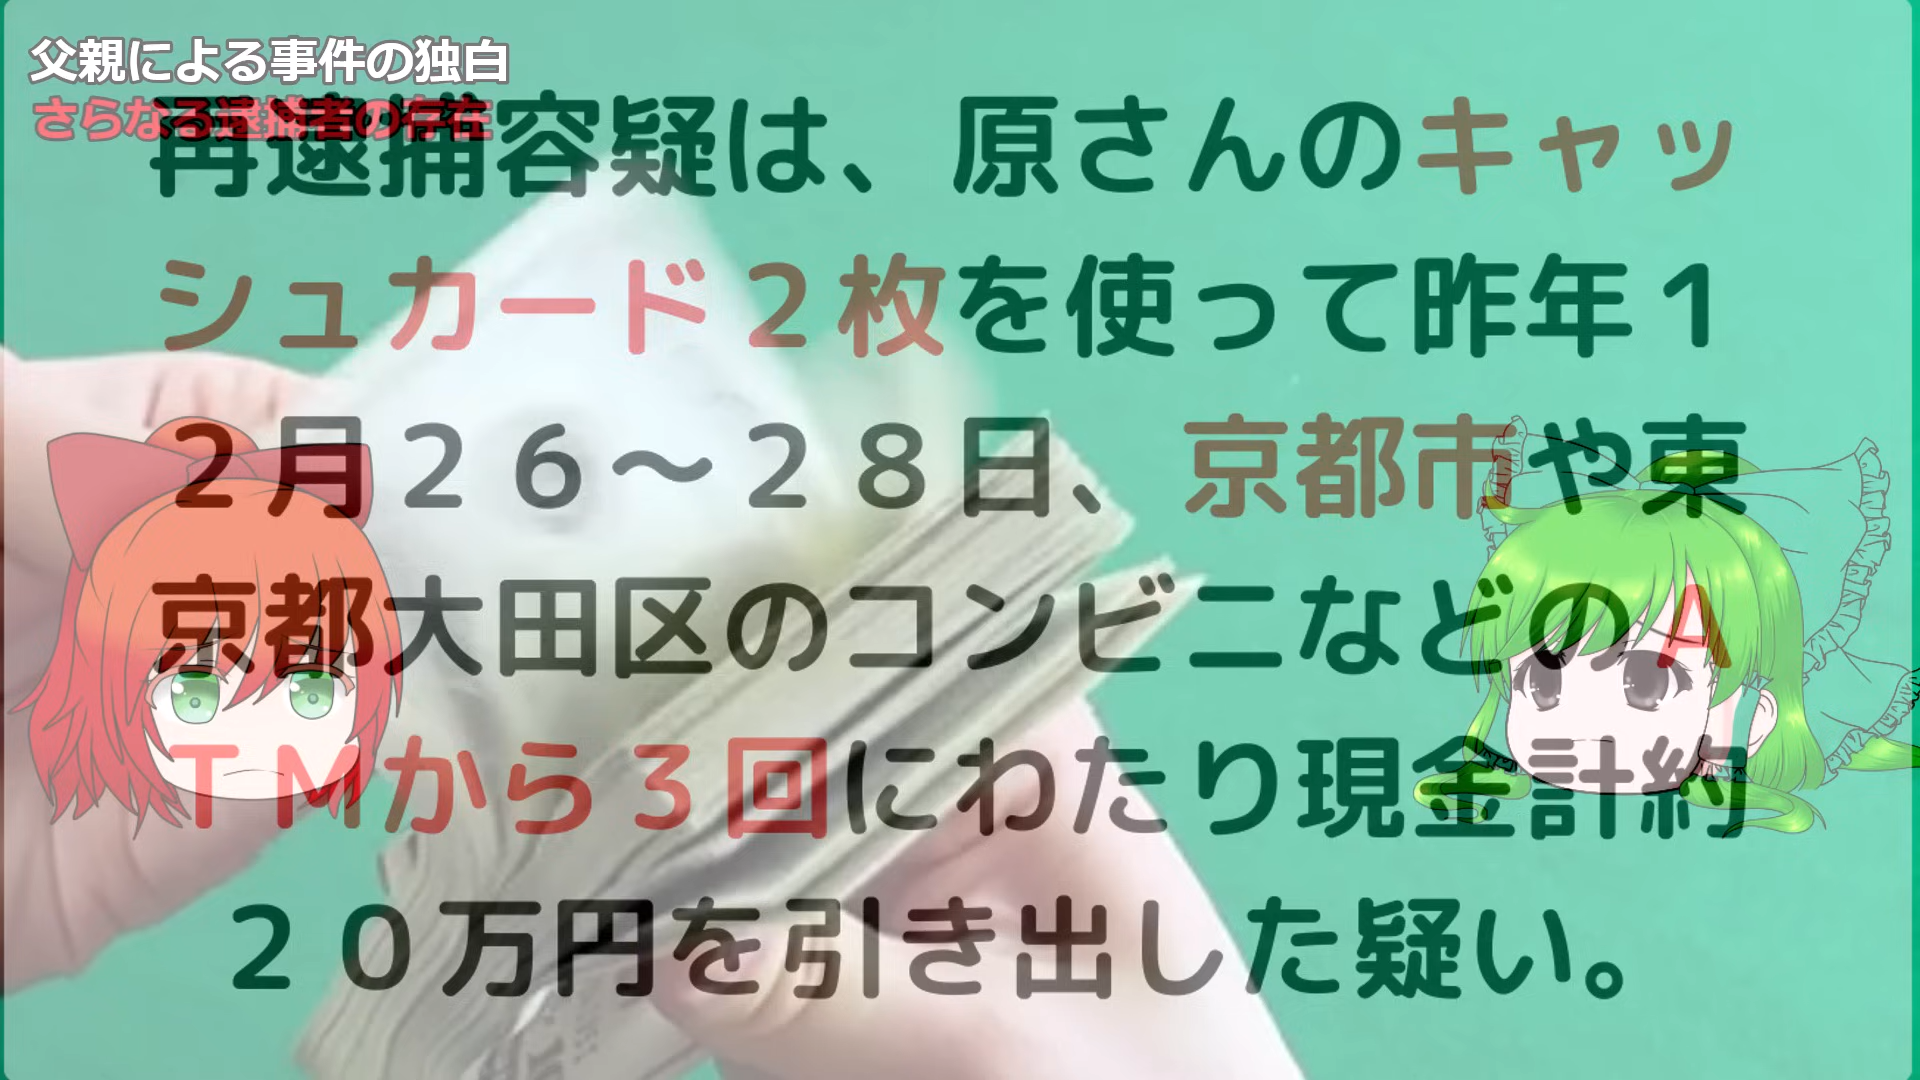 父親による事件の独白
さらなる逮捕者の存在
再逮捕容疑は、原さんのキャッ
シュカード２枚を使って昨年１
２月２６～２８日、京都市や東
京都大田区のコンビニなどのＡ
ＴＭから３回にわたり現金計約
２０万円を引き出した疑い。